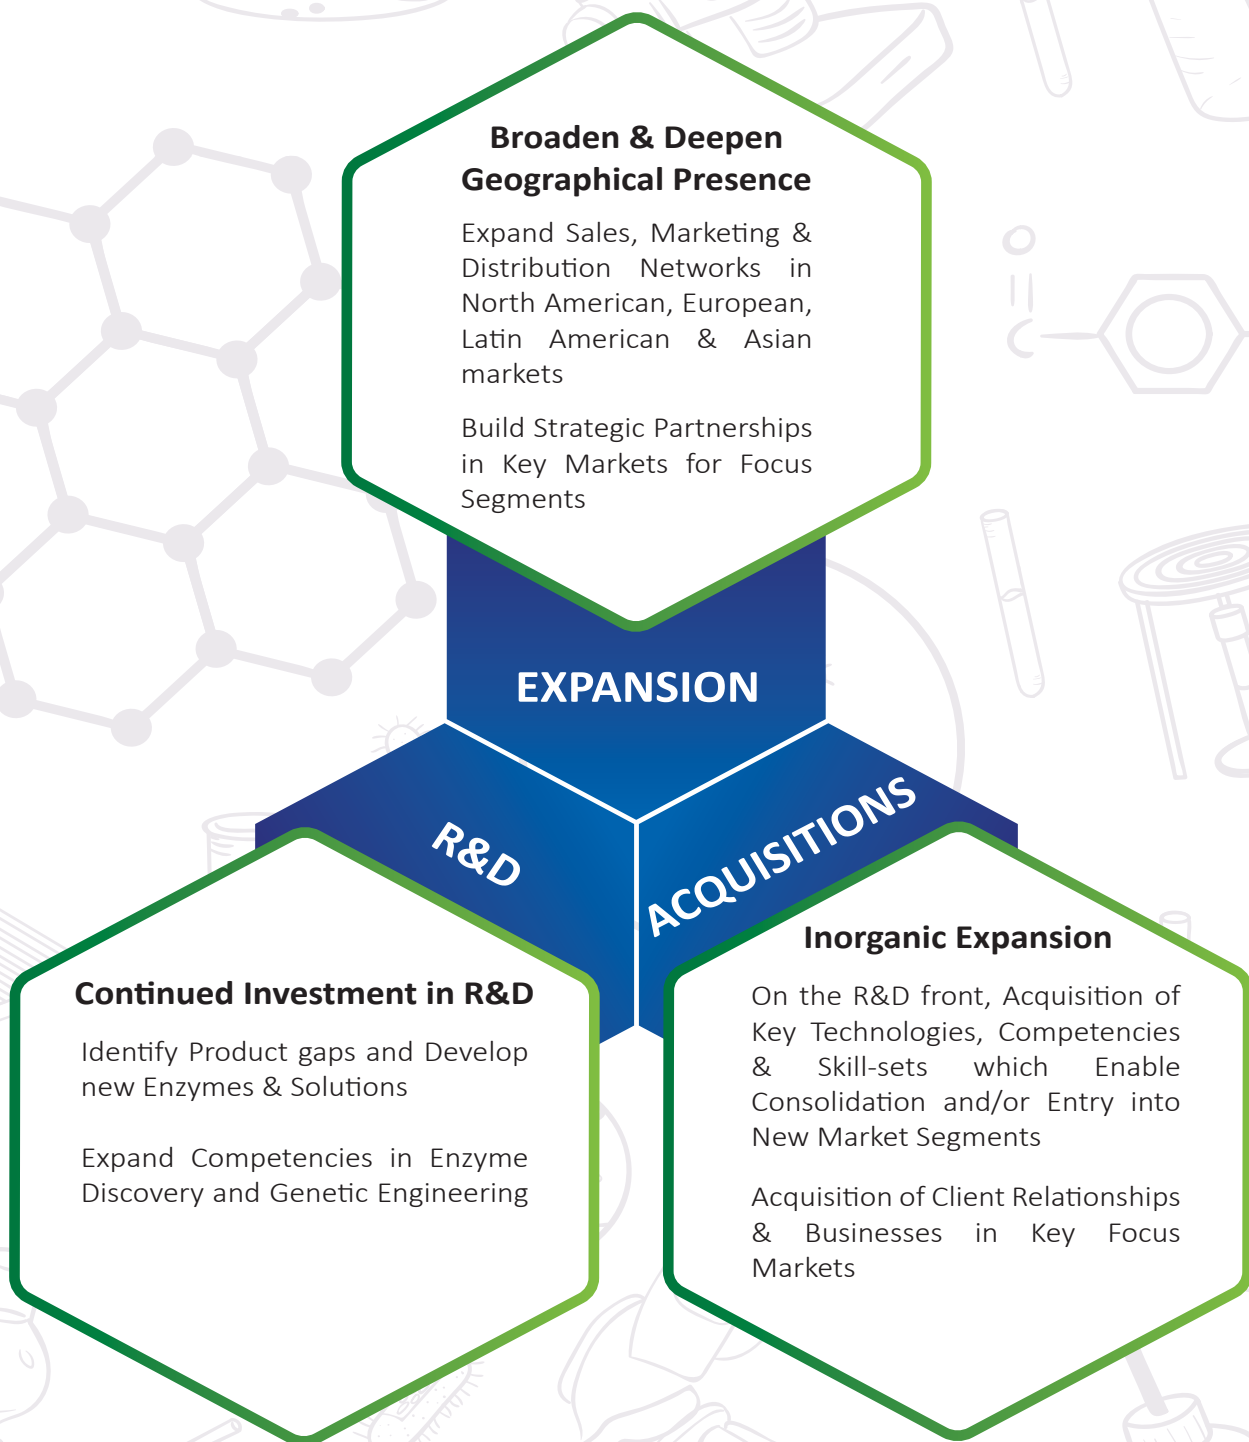 Broaden & Deepen
Geographical Presence
Expand Sales, Marketing &
Distribution Networks in
North American, European,
Latin American & Asian
markets
Build Strategic Partnerships
in Key Markets for Focus
Segments
EXPANSION
R&D
ACQUISITIONS
Continued Investment in R&D
Identify Product gaps and Develop
new Enzymes & Solutions
Expand Competencies in Enzyme
Discovery and Genetic Engineering
Inorganic Expansion
On the R&D front, Acquisition of
Key Technologies, Competencies
& Skill-sets which Enable
Consolidation and/or Entry into
New Market Segments
Acquisition of Client Relationships
& Businesses in Key Focus
Markets